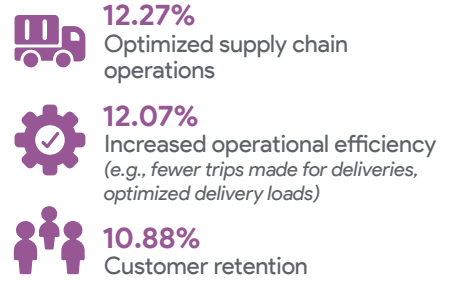 12.27%
Optimized supply chain
operations
12.07%
Increased operational efficiency
(e.g., fewer trips made for deliveries,
optimized delivery loads)
10.88%
Customer retention